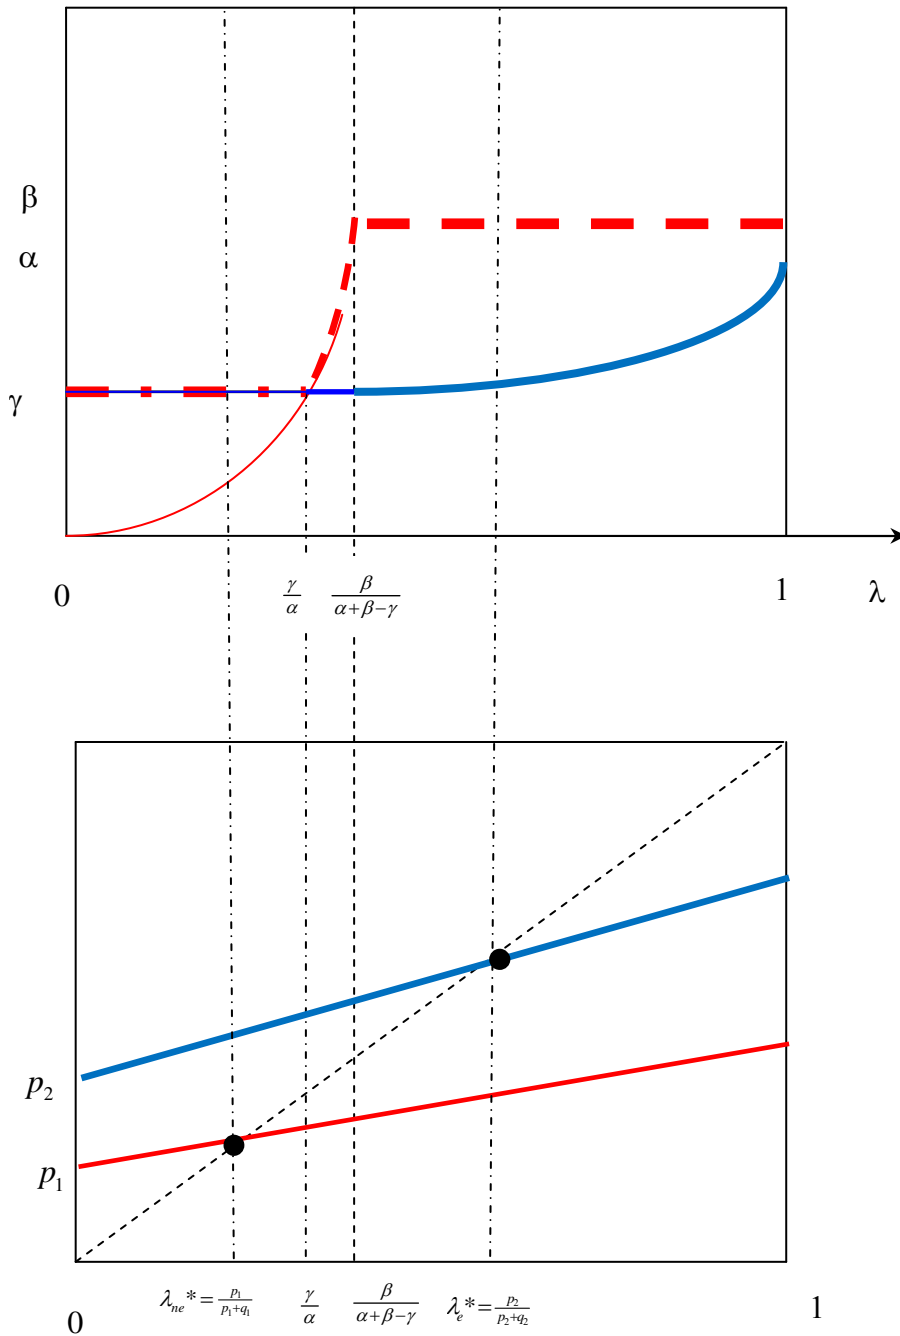 β
α
γ
0 γ/α β/(α+β−γ) 1 λ
p₂
p₁
0 λₙₑ* = p₁/(p₁+q₁) γ/α β/(α+β−γ) λₑ* = p₂/(p₂+q₂) 1